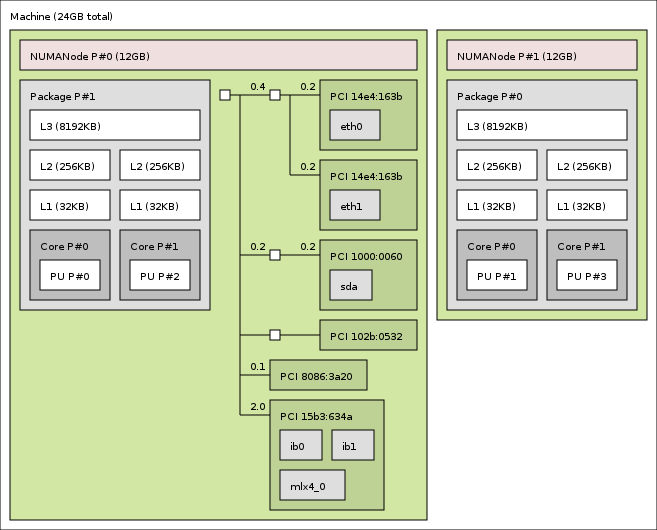 Machine (24GB total)
NUMANode P#0 (12GB)
Package P#1
L3 (8192KB)
L2 (256KB) L2 (256KB)
L1 (32KB) L1 (32KB)
Core P#0 Core P#1
PU P#0 PU P#2
0.4 0.2 PCI 14e4:163b
eth0
0.2 PCI 14e4:163b
eth1
0.2 0.2 PCI 1000:0060
sda
PCI 102b:0532
0.1 PCI 8086:3a20
2.0 PCI 15b3:634a
ib0 ib1
mlx4_0
NUMANode P#1 (12GB)
Package P#0
L3 (8192KB)
L2 (256KB) L2 (256KB)
L1 (32KB) L1 (32KB)
Core P#0 Core P#1
PU P#1 PU P#3